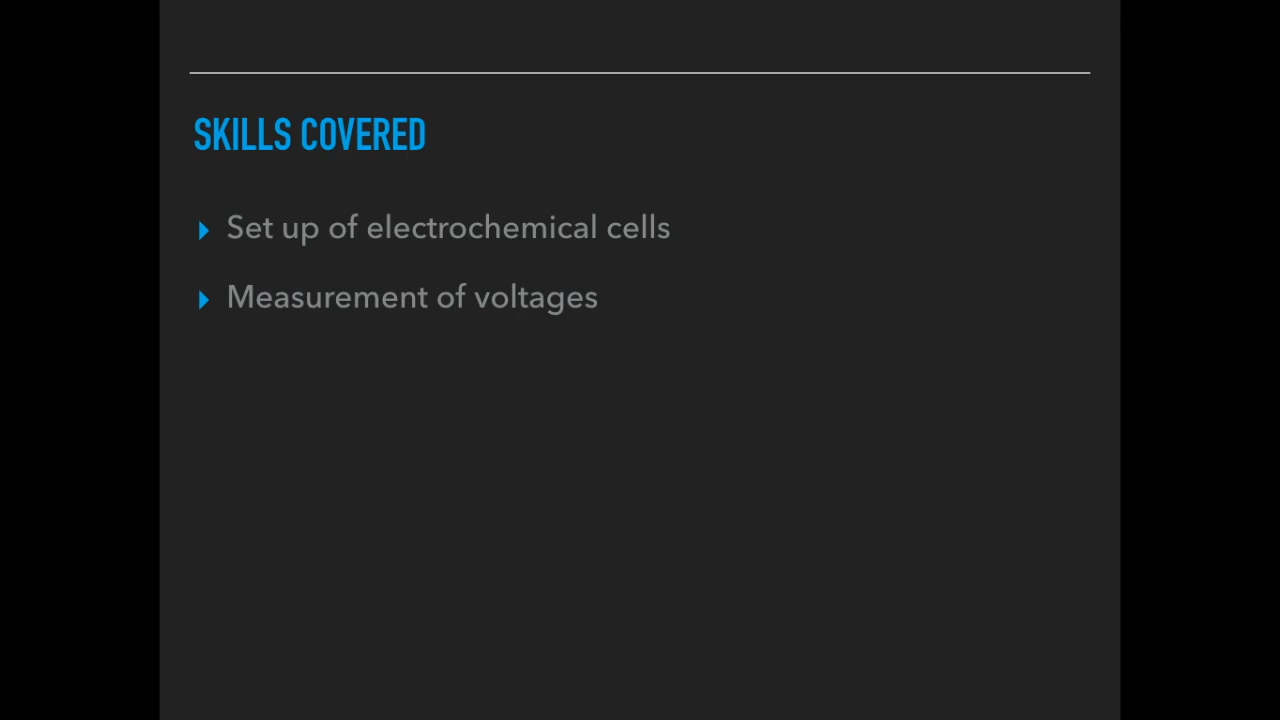 SKILLS COVERED
Set up of electrochemical cells
Measurement of voltages